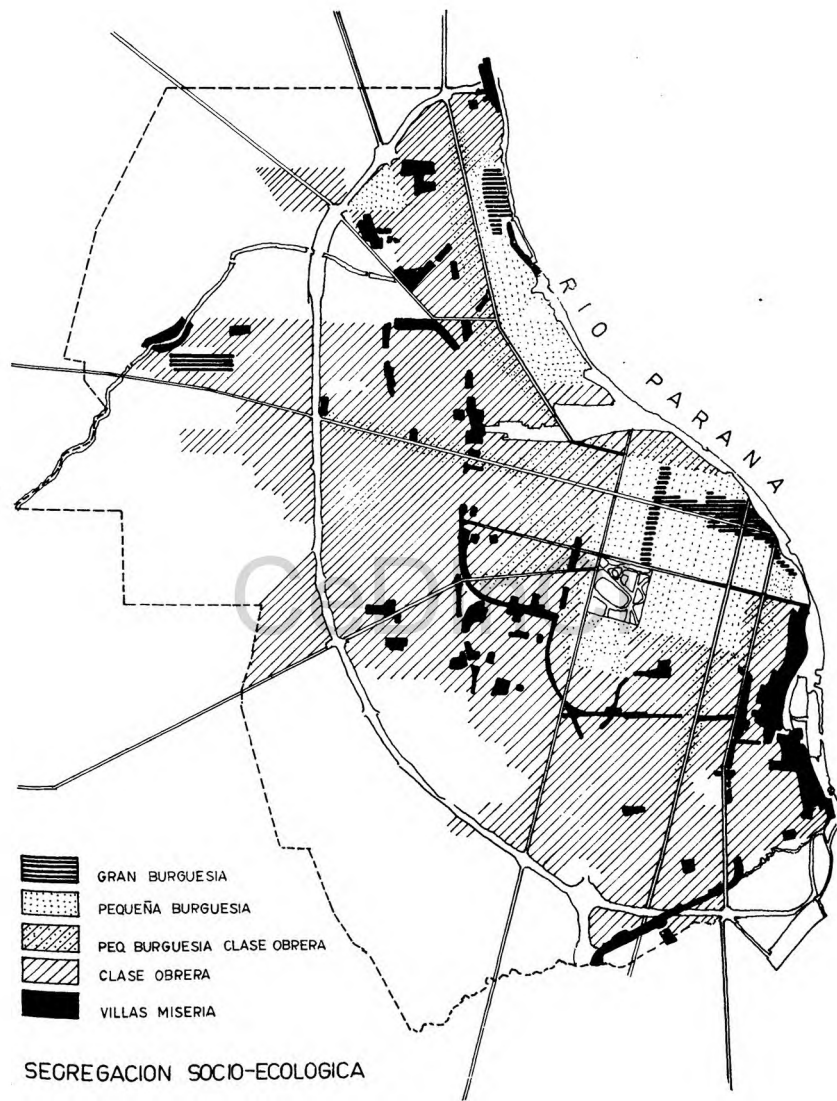 RIO PARANA
GRAN BURGUESIA
PEQUEÑA BURGUESIA
PEQ. BURGUESIA CLASE OBRERA
CLASE OBRERA
VILLAS MISERIA
SEGREGACION SOCIO-ECOLOGICA